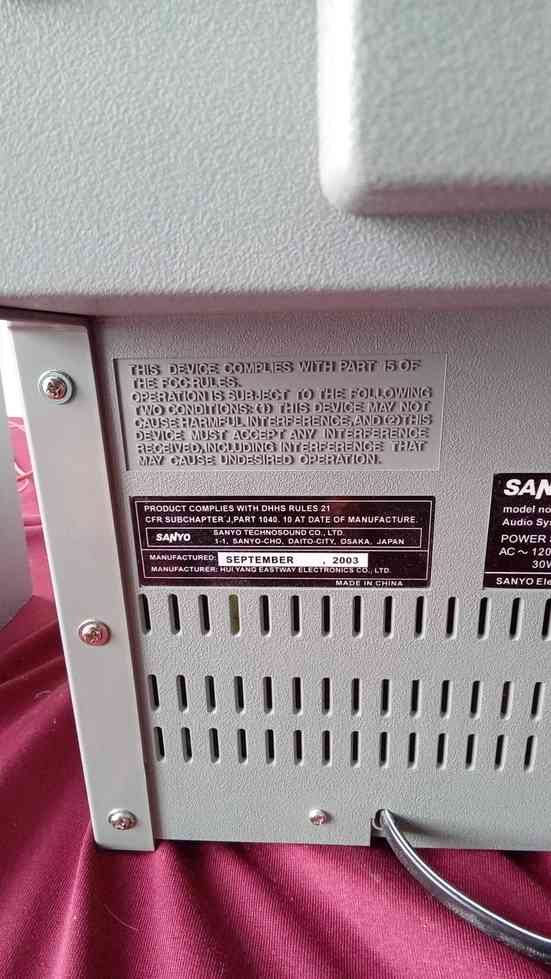 THIS DEVICE COMPLIES WITH PART 15 OF
THE FCC RULES.
OPERATION IS SUBJECT TO THE FOLLOWING
TWO CONDITIONS:(1) THIS DEVICE MAY NOT
CAUSE HARMFUL INTERFERENCE,AND(2)THIS
DEVICE MUST ACCEPT ANY INTERFERENCE
RECEIVED,INCLUDING INTERFERENCE THAT
MAY CAUSE UNDESIRED OPERATION.
PRODUCT COMPLIES WITH DHHS RULES 21
CFR SUBCHAPTER J,PART 1040. 10 AT DATE OF MANUFACTURE.
SANYO SANYO TECHNOSOUND CO., LTD.
1-1, SANYO-CHO, DAITO-CITY, OSAKA, JAPAN
MANUFACTURED: SEPTEMBER , 2003
MANUFACTURER: HUI YANG EASTWAY ELECTRONICS CO., LTD.
MADE IN CHINA
SANYO
model no
Audio Sy
POWER S
AC ~ 120
30W
SANYO Ele